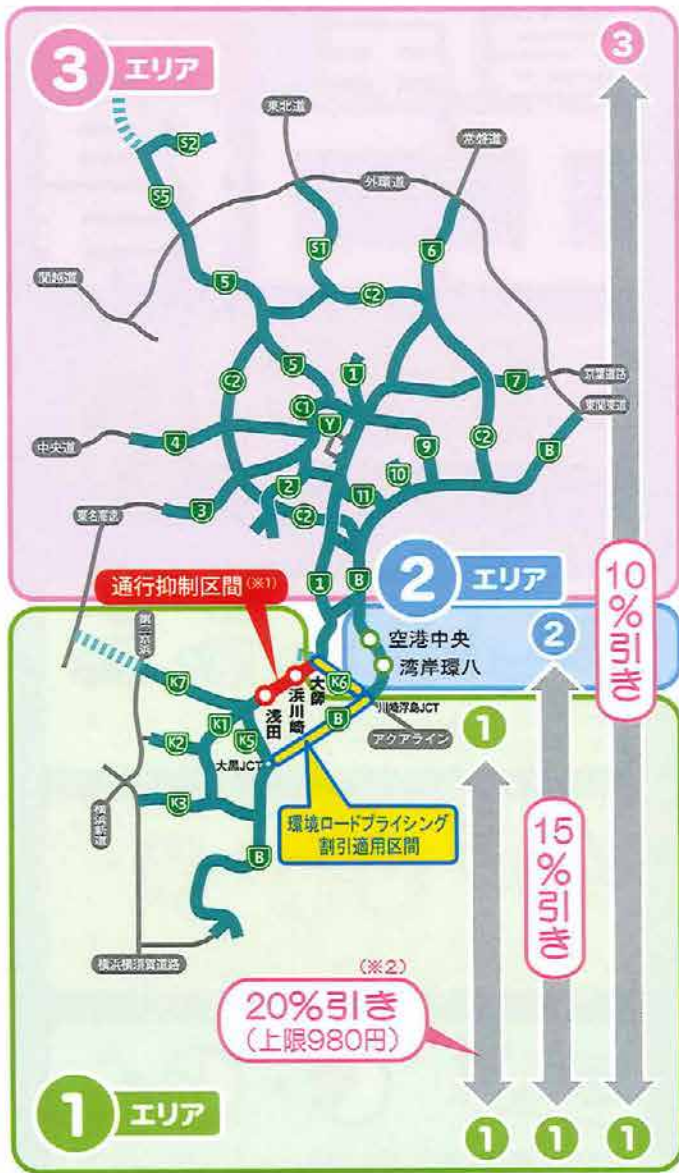 3 エリア
3
東北道
常磐道
S2
外環道
S5
S1
6
関越道
5
C2
5
1
7
京葉道路
C2
C1
東関東道
Y
中央道
4
9
C2
B
10
2
11
東名高速
3
C2
通行抑制区間(※1)
1
B
2 エリア
10%引き
第三京浜
空港中央
2
湾岸環八
K7
大師
K6
浜川崎
川崎浮島JCT
浅田
B
K1
K5
K2
アクアライン
1
大黒JCT
横浜新道
K3
環境ロードプライシング
割引適用区間
15%引き
B
横浜横須賀道路
(※2)
20%引き
(上限980円)
1 エリア
1
1
1